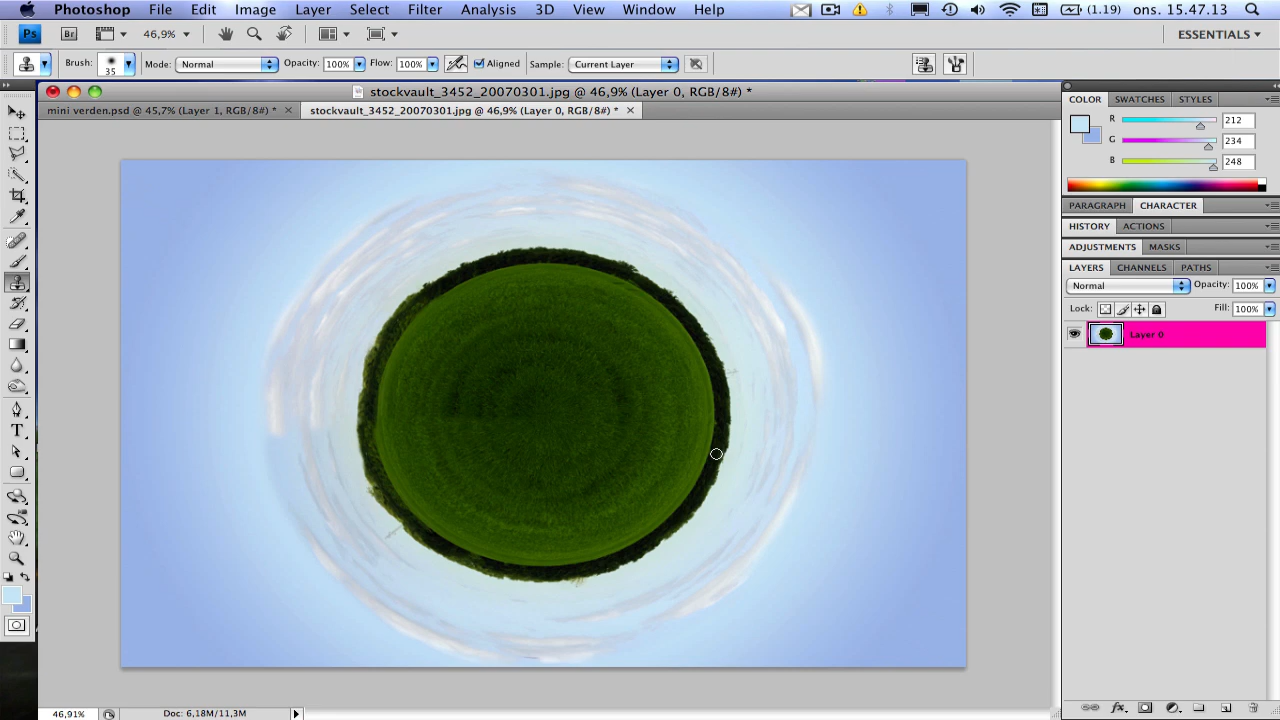 Photoshop File Edit Image Layer Select Filter Analysis 3D View Window Help (1.19) ons. 15.47.13
Ps Br 46,9% ESSENTIALS
Brush: 35 Mode: Normal Opacity: 100% Flow: 100% Aligned Sample: Current Layer
stockvault_3452_20070301.jpg @ 46,9% (Layer 0, RGB/8#) *
mini verden.psd @ 45,7% (Layer 1, RGB/8#) * stockvault_3452_20070301.jpg @ 46,9% (Layer 0, RGB/8#) *
COLOR SWATCHES STYLES
R 212
G 234
B 248
PARAGRAPH CHARACTER
HISTORY ACTIONS
ADJUSTMENTS MASKS
LAYERS CHANNELS PATHS
Normal Opacity: 100%
Lock: Fill: 100%
Layer 0
T
46,91% Doc: 6,18M/11,3M
fx